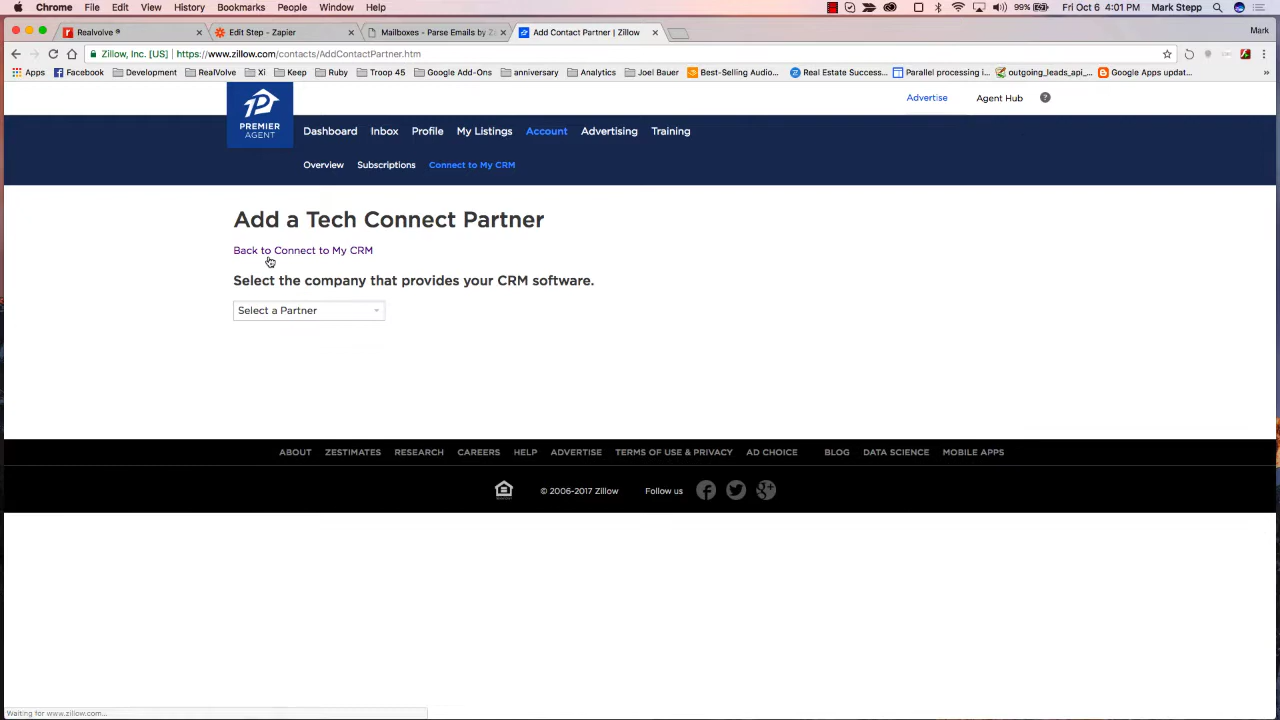 Chrome File Edit View History Bookmarks People Window Help 99% Fri Oct 6 4:01 PM Mark Stepp
Realvolve ® Edit Step - Zapier Mailboxes - Parse Emails by Za Add Contact Partner | Zillow Mark
Zillow, Inc. [US] https://www.zillow.com/contacts/AddContactPartner.htm
Apps Facebook Development RealVolve Xi Keep Ruby Troop 45 Google Add-Ons anniversary Analytics Joel Bauer Best-Selling Audio... Real Estate Success... Parallel processing i... outgoing_leads_api_... Google Apps updat... »
Advertise Agent Hub ?
PREMIER
AGENT
Dashboard Inbox Profile My Listings Account Advertising Training
Overview Subscriptions Connect to My CRM
Add a Tech Connect Partner
Back to Connect to My CRM
Select the company that provides your CRM software.
Select a Partner
ABOUT ZESTIMATES RESEARCH CAREERS HELP ADVERTISE TERMS OF USE & PRIVACY AD CHOICE BLOG DATA SCIENCE MOBILE APPS
© 2006-2017 Zillow Follow us
Waiting for www.zillow.com...